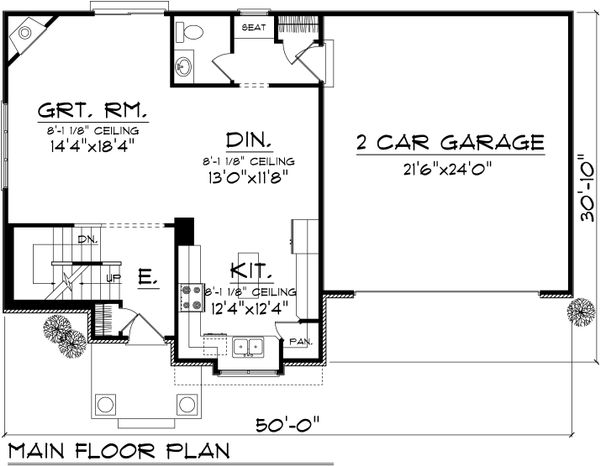 SEAT
GRT. RM.
8'-1 1/8" CEILING
14'4"x18'4"
DIN.
8'-1 1/8" CEILING
13'0"x11'8"
2 CAR GARAGE
21'6"x24'0"
30'-10"
DN.
UP
E.
KIT.
8'-1 1/8" CEILING
12'4"x12'4"
PAN.
50'-0"
MAIN FLOOR PLAN